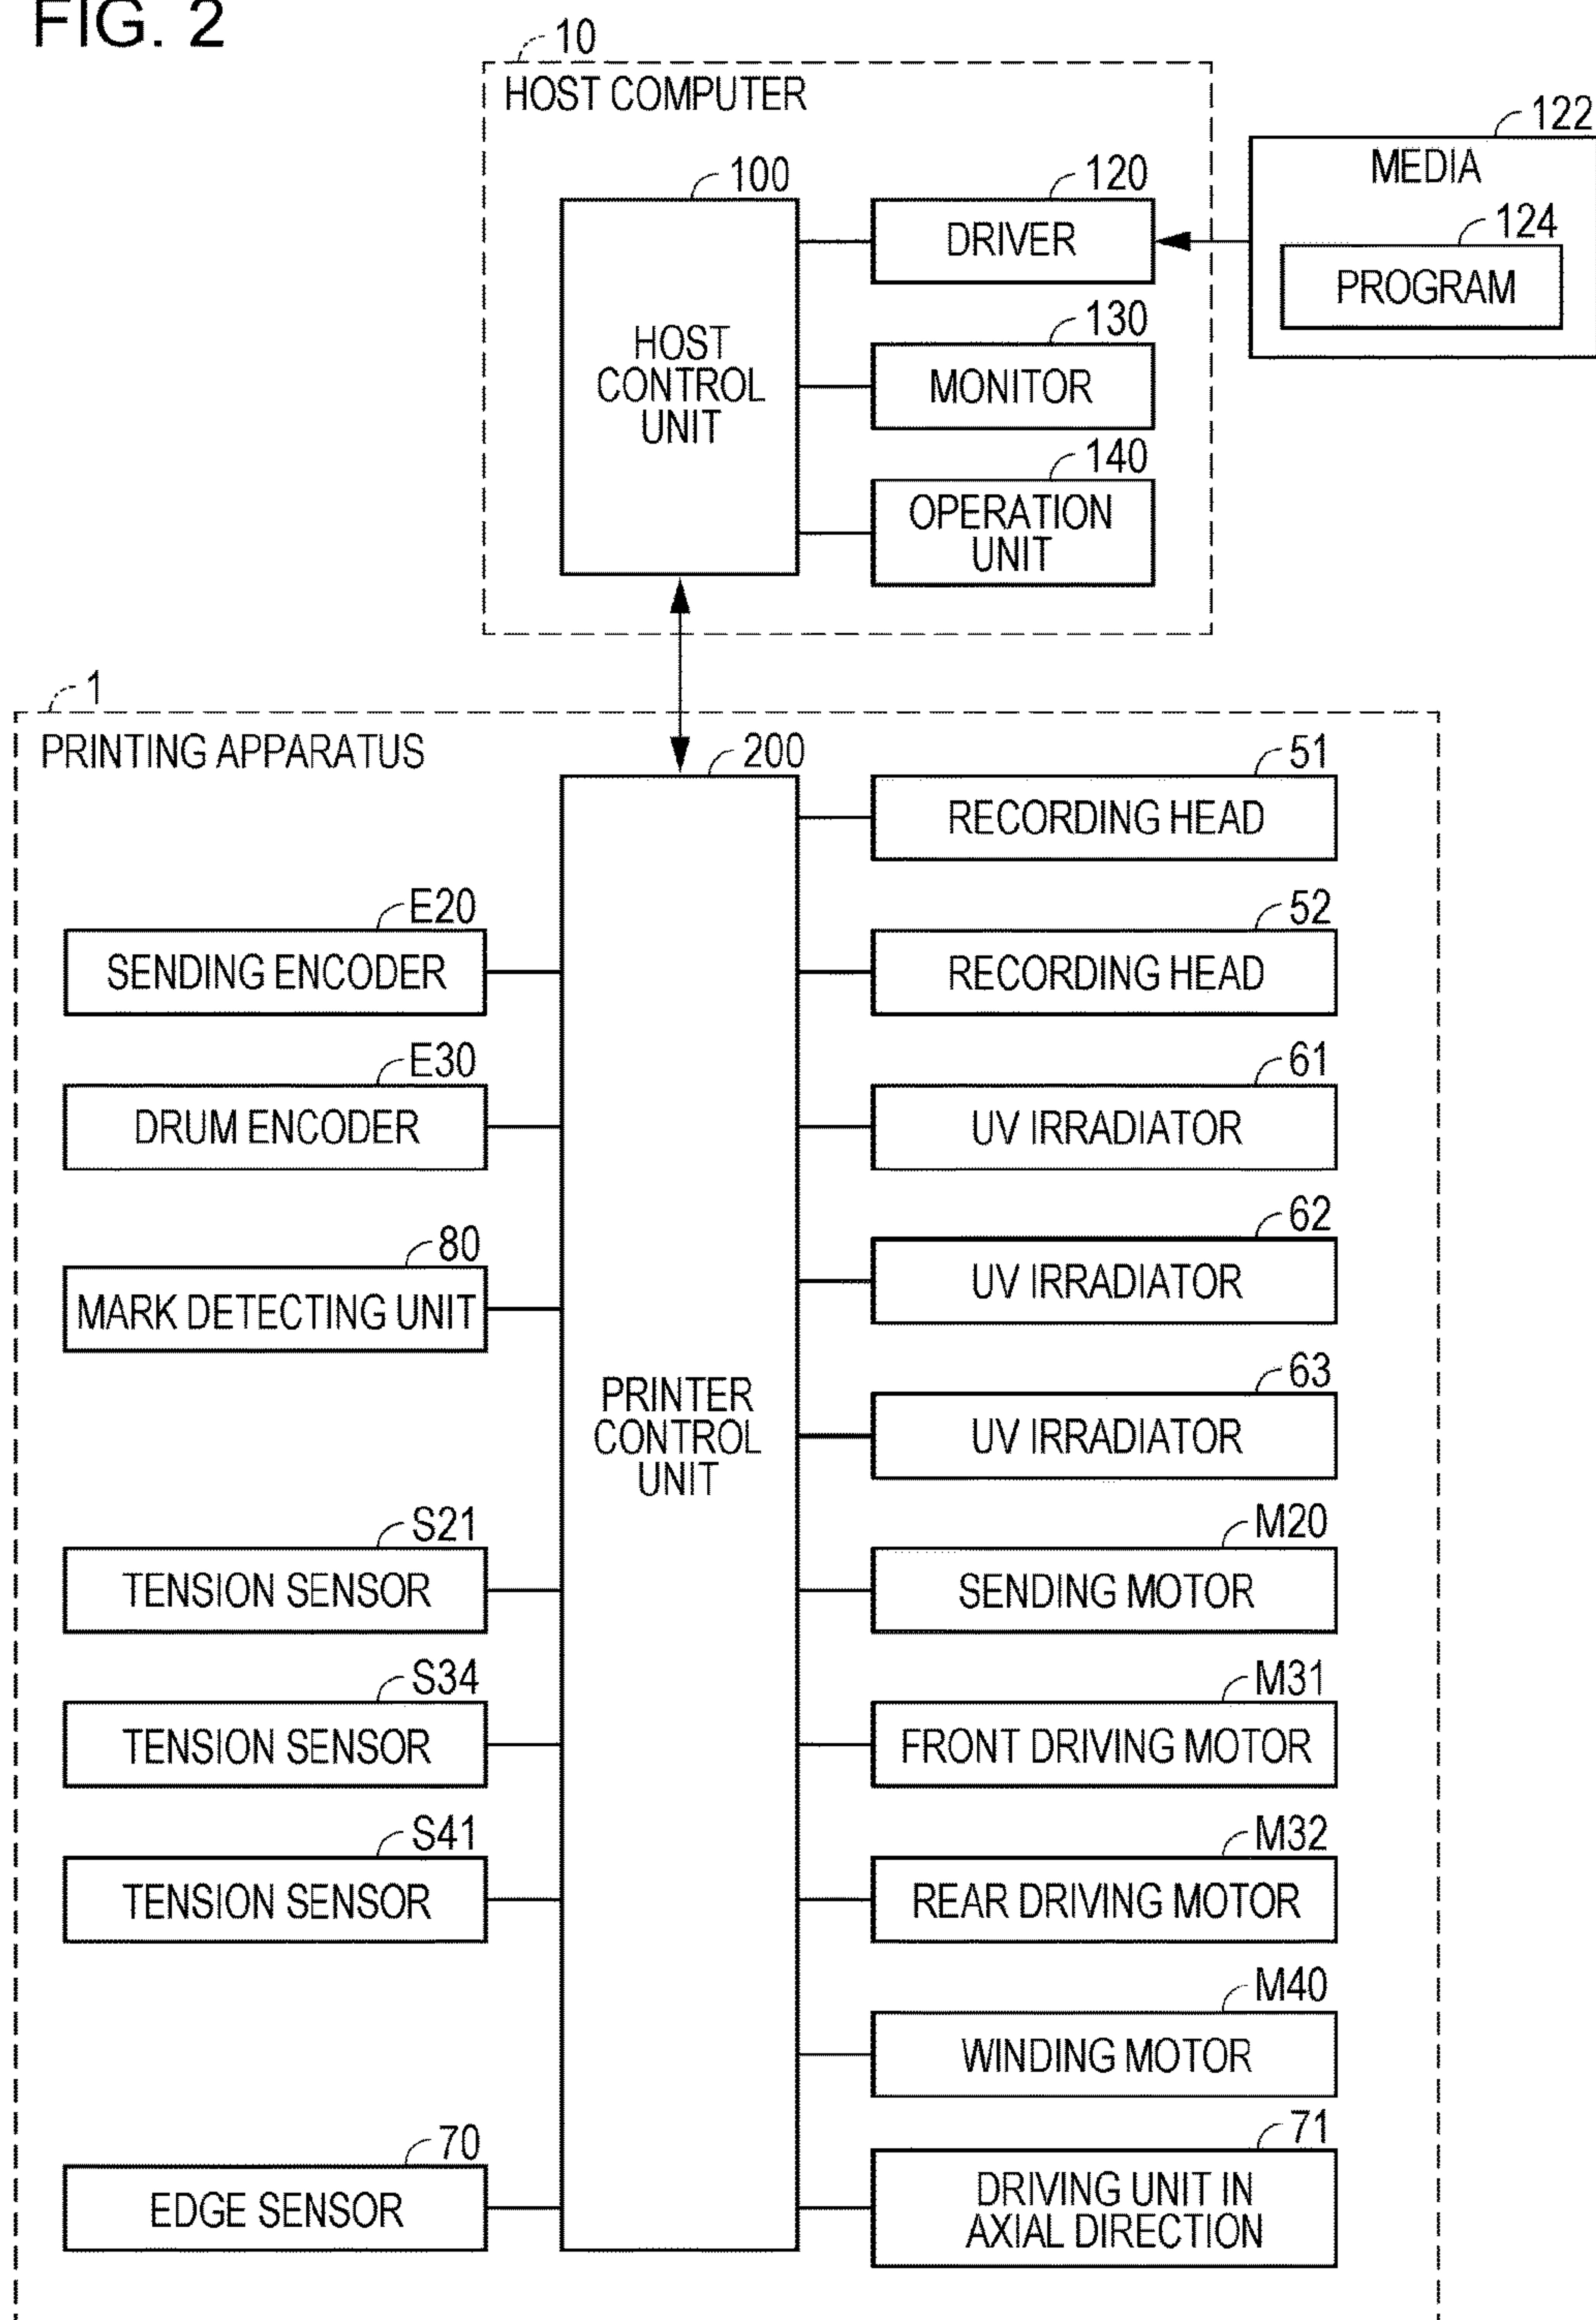 FIG. 2
10
HOST COMPUTER
122
MEDIA
124
PROGRAM
100
HOST
CONTROL
UNIT
120
DRIVER
130
MONITOR
140
OPERATION
UNIT
1
PRINTING APPARATUS
200
PRINTER
CONTROL
UNIT
E20
SENDING ENCODER
E30
DRUM ENCODER
80
MARK DETECTING UNIT
S21
TENSION SENSOR
S34
TENSION SENSOR
S41
TENSION SENSOR
70
EDGE SENSOR
51
RECORDING HEAD
52
RECORDING HEAD
61
UV IRRADIATOR
62
UV IRRADIATOR
63
UV IRRADIATOR
M20
SENDING MOTOR
M31
FRONT DRIVING MOTOR
M32
REAR DRIVING MOTOR
M40
WINDING MOTOR
71
DRIVING UNIT IN
AXIAL DIRECTION